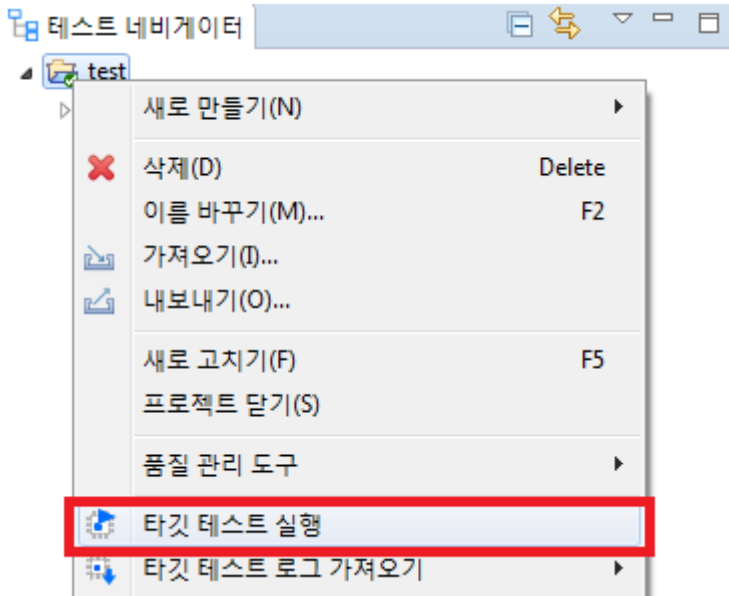 테스트 네비게이터
test
새로 만들기(N)
삭제(D) Delete
이름 바꾸기(M)... F2
가져오기(I)...
내보내기(O)...
새로 고치기(F) F5
프로젝트 닫기(S)
품질 관리 도구
타깃 테스트 실행
타깃 테스트 로그 가져오기